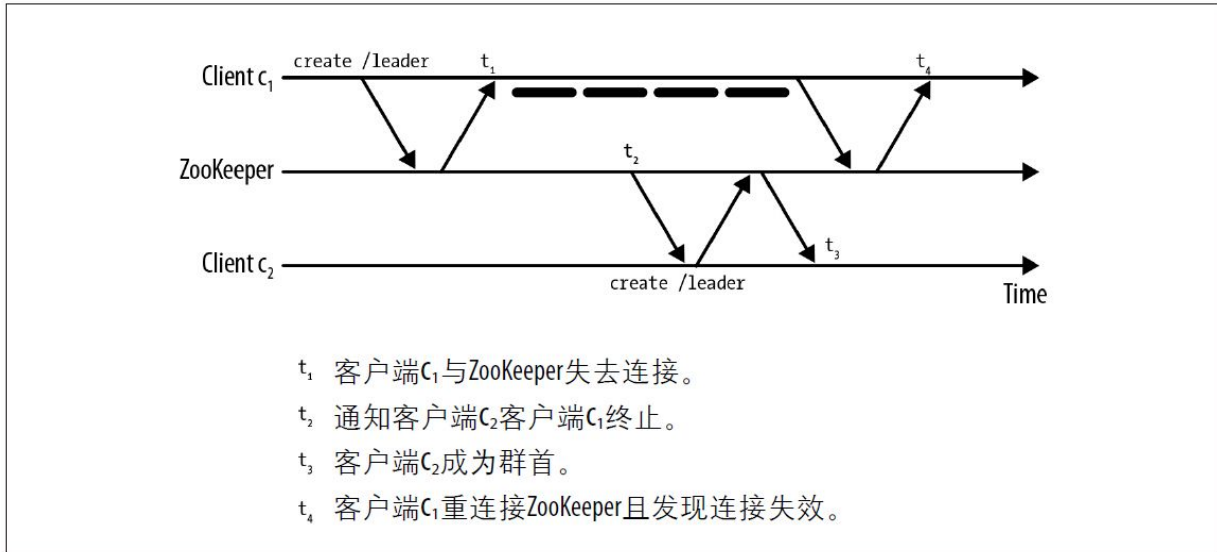 create /leader
t₁
t₄
Client c₁
ZooKeeper
t₂
t₃
Client c₂
create /leader
Time
t₁ 客户端C₁与ZooKeeper失去连接。
t₂ 通知客户端C₂客户端C₁终止。
t₃ 客户端C₂成为群首。
t₄ 客户端C₁重连接ZooKeeper且发现连接失效。